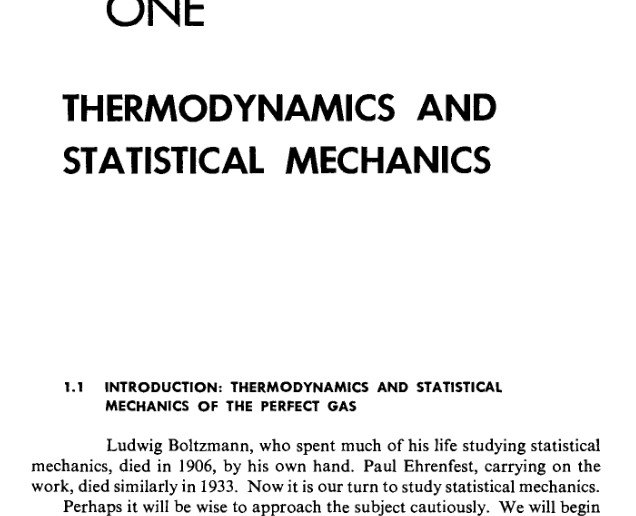 ONE
THERMODYNAMICS AND
STATISTICAL MECHANICS
1.1 INTRODUCTION: THERMODYNAMICS AND STATISTICAL
MECHANICS OF THE PERFECT GAS
Ludwig Boltzmann, who spent much of his life studying statistical
mechanics, died in 1906, by his own hand. Paul Ehrenfest, carrying on the
work, died similarly in 1933. Now it is our turn to study statistical mechanics.
Perhaps it will be wise to approach the subject cautiously. We will begin